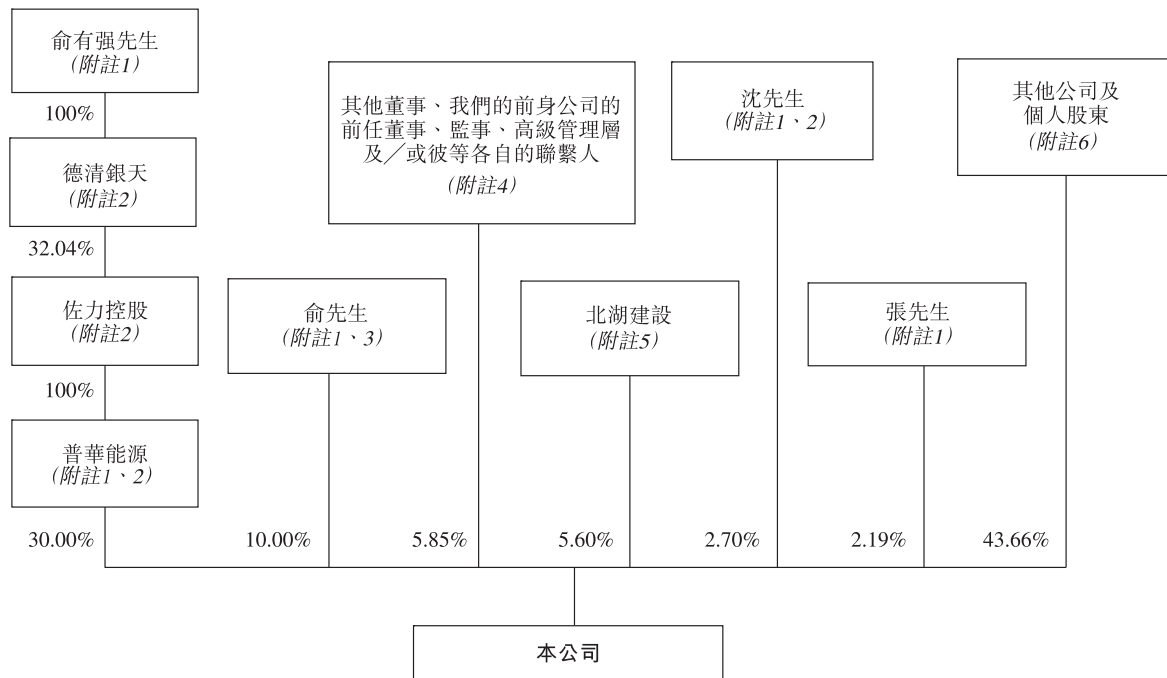 俞有强先生
(附註1)
100%
德清銀天
(附註2)
32.04%
佐力控股
(附註2)
100%
普華能源
(附註1、2)
30.00%
俞先生
(附註1、3)
10.00%
其他董事、我們的前身公司的
前任董事、監事、高級管理層
及╱或彼等各自的聯繫人
(附註4)
5.85%
北湖建設
(附註5)
5.60%
沈先生
(附註1、2)
2.70%
張先生
(附註1)
2.19%
其他公司及
個人股東
(附註6)
43.66%
本公司